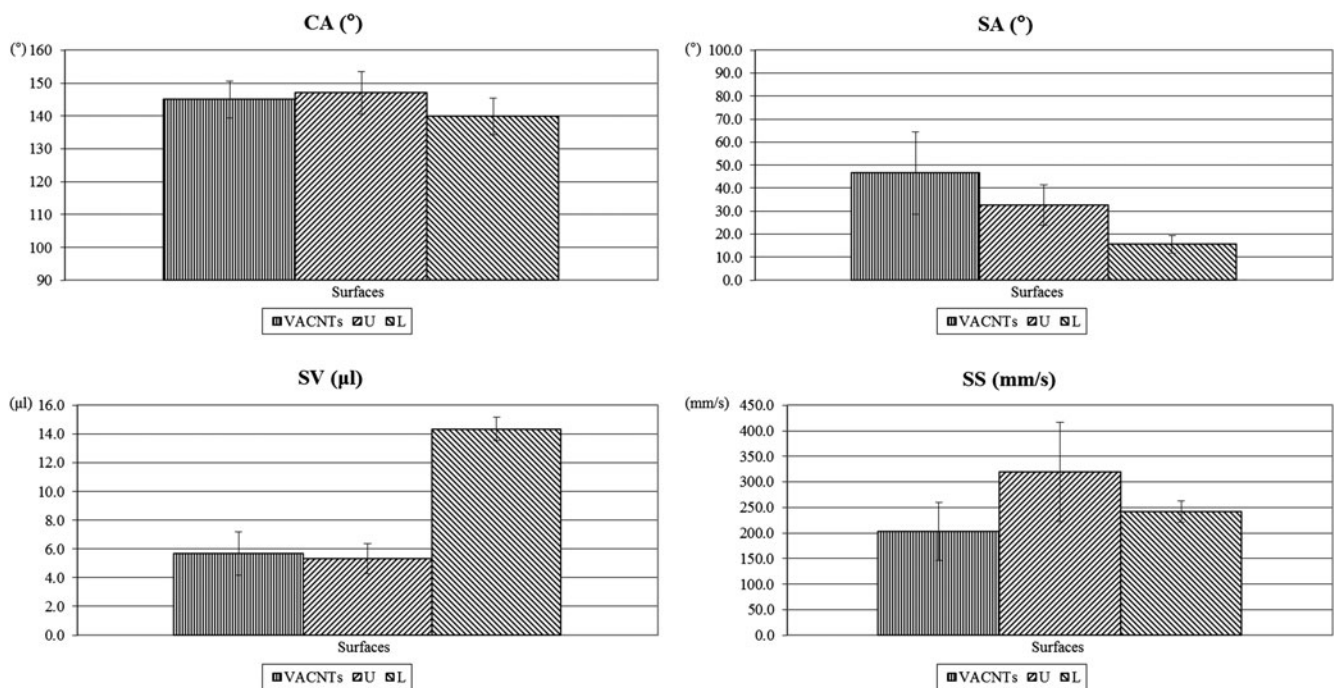 CA (°)
(°)
160
150
140
130
120
110
100
90
Surfaces
VACNTs U L
SA (°)
(°)
100.0
90.0
80.0
70.0
60.0
50.0
40.0
30.0
20.0
10.0
0.0
Surfaces
VACNTs U L
SV (µl)
(µl)
16.0
14.0
12.0
10.0
8.0
6.0
4.0
2.0
0.0
Surfaces
VACNTs U L
SS (mm/s)
(mm/s)
450.0
400.0
350.0
300.0
250.0
200.0
150.0
100.0
50.0
0.0
Surfaces
VACNTs U L